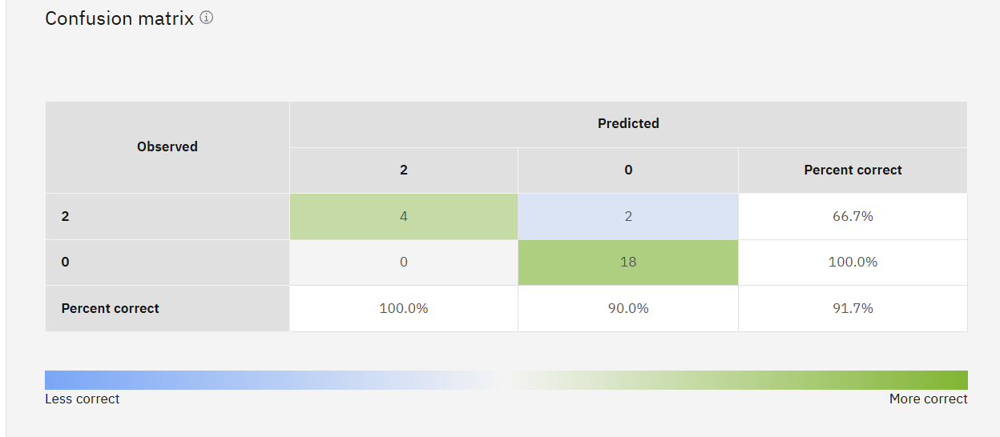 Confusion matrix
Observed
Predicted
2 0 Percent correct
2 4 2 66.7%
0 0 18 100.0%
Percent correct 100.0% 90.0% 91.7%
Less correct More correct